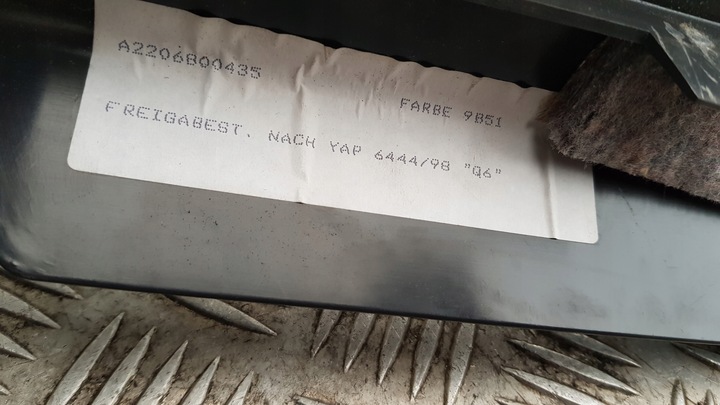 A2206800435
FARBE 9B51
FREIGABEST. NACH YAP 6444/98 "Q6"